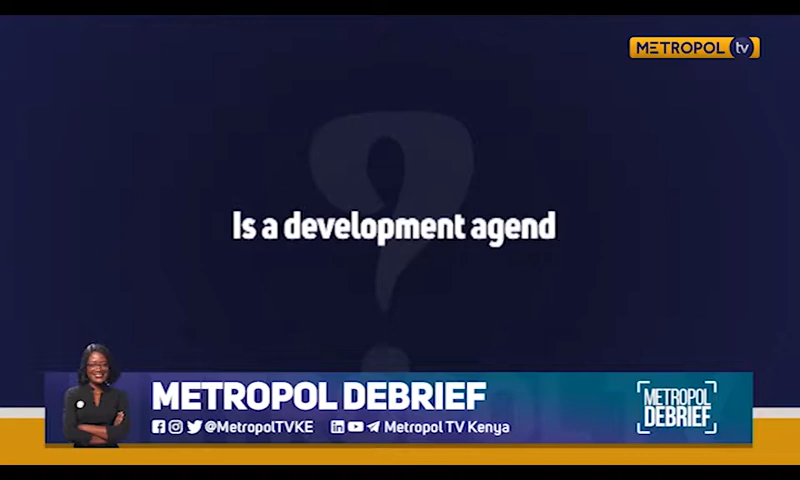 METROPOL tv
?
Is a development agend
METROPOL DEBRIEF
@MetropolTVKE Metropol TV Kenya
METROPOL
DEBRIEF